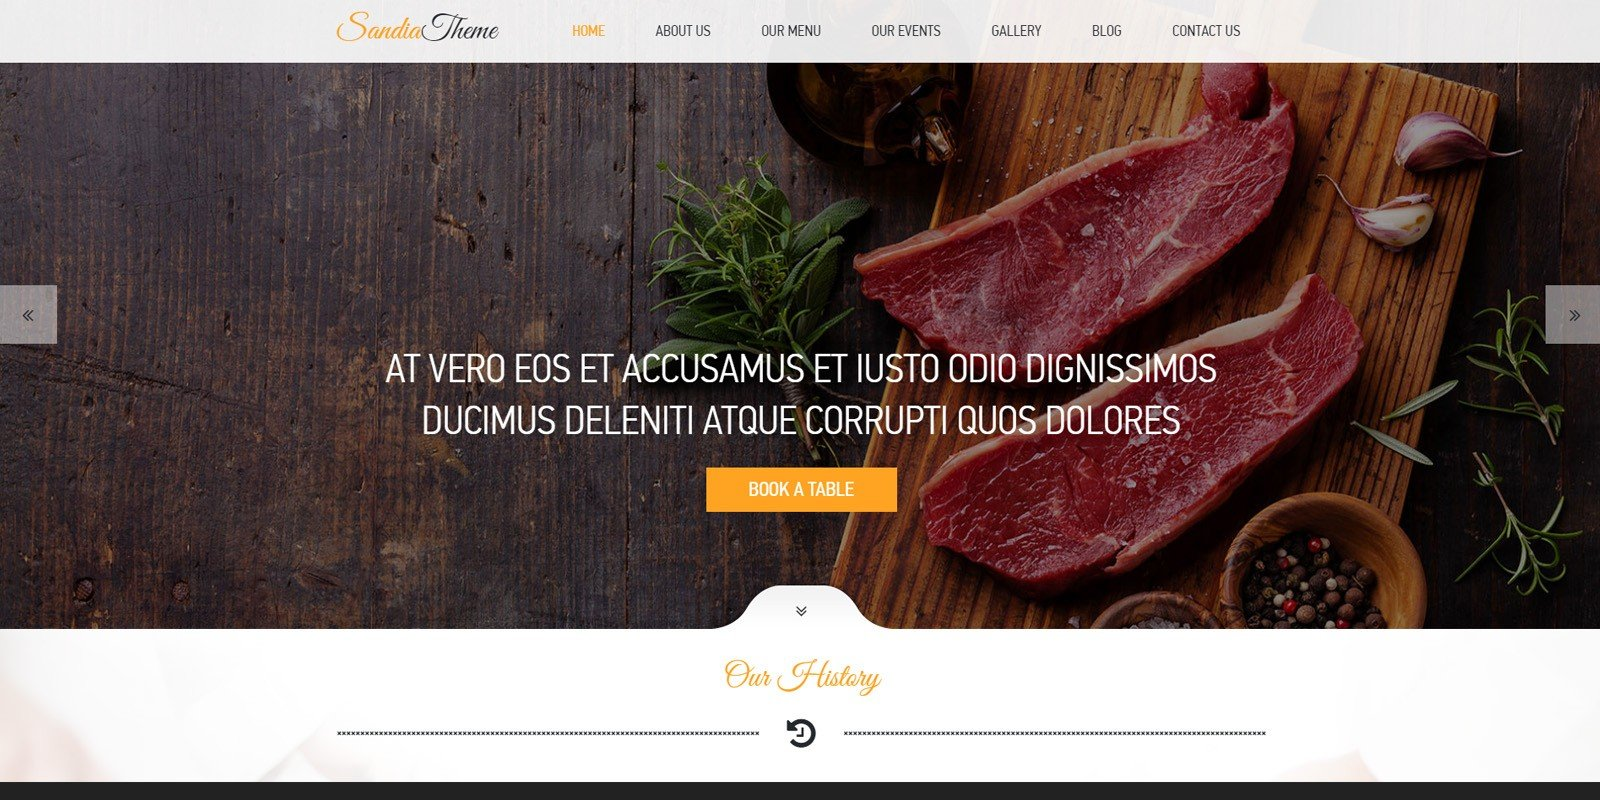 SandiaTheme
HOME ABOUT US OUR MENU OUR EVENTS GALLERY BLOG CONTACT US
AT VERO EOS ET ACCUSAMUS ET IUSTO ODIO DIGNISSIMOS
DUCIMUS DELENITI ATQUE CORRUPTI QUOS DOLORES
BOOK A TABLE
Our History